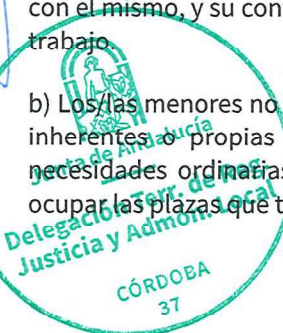 con el mismo, y su con
trabajo.
b) Los/las menores no
inherentes o propias
necesidades ordinarias
ocupar las plazas que t
Junta de Andalucía
Delegación Terr. de Reg.
Justicia y Admón. Local
CÓRDOBA
37